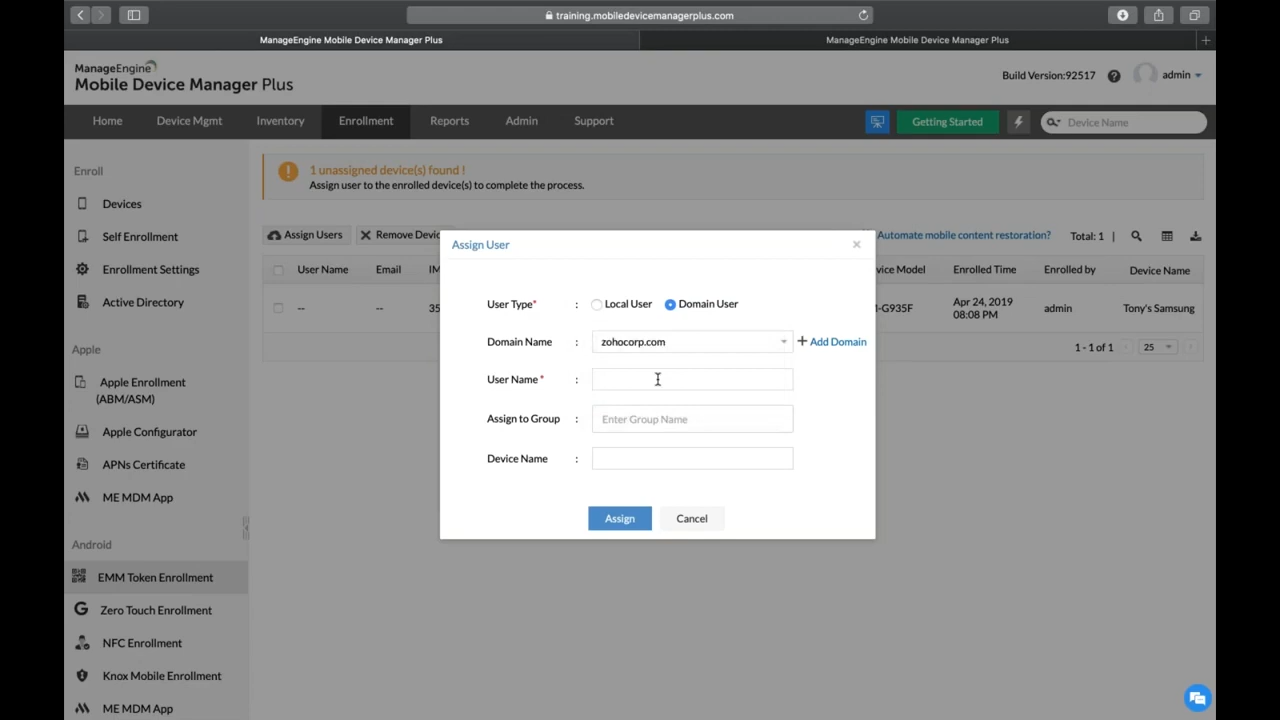 training.mobiledevicemanagerplus.com
ManageEngine Mobile Device Manager Plus
ManageEngine Mobile Device Manager Plus
ManageEngine
Mobile Device Manager Plus
Build Version:92517
admin
Home
Device Mgmt
Inventory
Enrollment
Reports
Admin
Support
Getting Started
Device Name
Enroll
Devices
Self Enrollment
Enrollment Settings
Active Directory
Apple
Apple Enrollment
(ABM/ASM)
Apple Configurator
APNs Certificate
ME MDM App
Android
EMM Token Enrollment
Zero Touch Enrollment
NFC Enrollment
Knox Mobile Enrollment
ME MDM App
1 unassigned device(s) found !
Assign user to the enrolled device(s) to complete the process.
Assign Users
Remove Devic
Automate mobile content restoration?
Total: 1
User Name
Email
IM
vice Model
Enrolled Time
Enrolled by
Device Name
--
--
35
M-G935F
Apr 24, 2019
08:08 PM
admin
Tony's Samsung
1 - 1 of 1
25
Assign User
User Type* : Local User Domain User
Domain Name : zohocorp.com + Add Domain
User Name* :
Assign to Group : Enter Group Name
Device Name :
Assign
Cancel